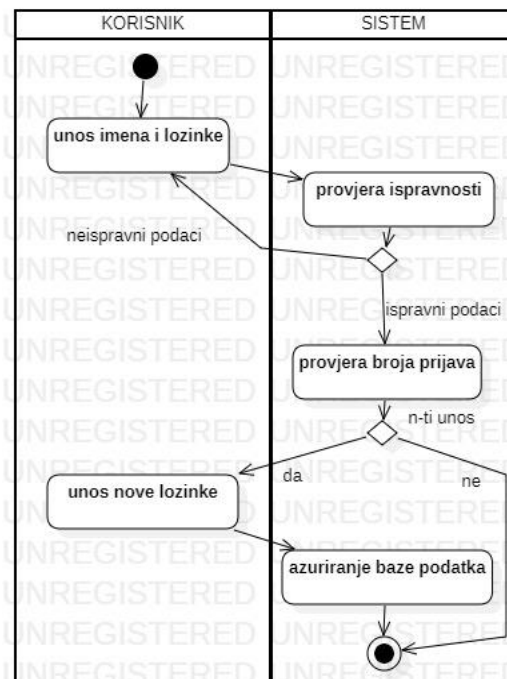 KORISNIK
SISTEM
unos imena i lozinke
provjera ispravnosti
neispravni podaci
ispravni podaci
provjera broja prijava
n-ti unos
da
ne
unos nove lozinke
azuriranje baze podatka
UNREGISTERED